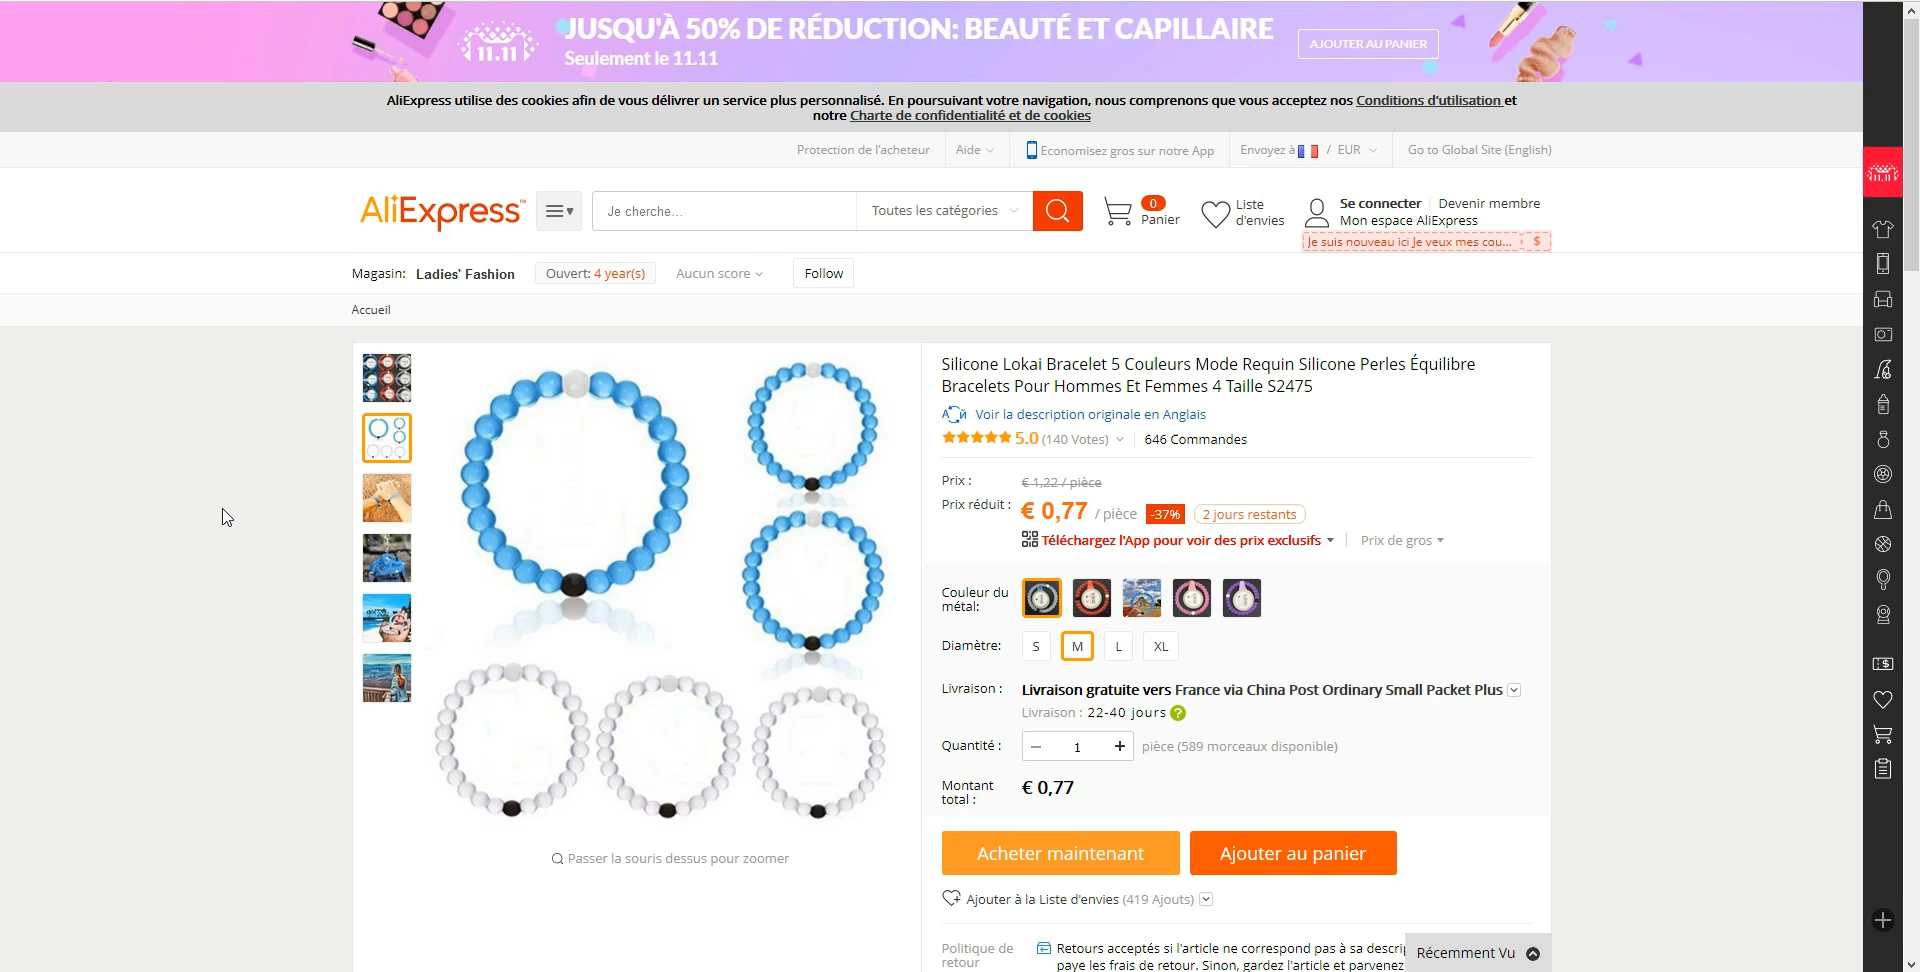 11.11
JUSQU'À 50% DE RÉDUCTION: BEAUTÉ ET CAPILLAIRE
Seulement le 11.11
AJOUTER AU PANIER
AliExpress utilise des cookies afin de vous délivrer un service plus personnalisé. En poursuivant votre navigation, nous comprenons que vous acceptez nos Conditions d'utilisation et
notre Charte de confidentialité et de cookies
Protection de l'acheteur
Aide
Economisez gros sur notre App
Envoyez à / EUR
Go to Global Site (English)
AliExpress™
Je cherche...
Toutes les catégories
0
Panier
Liste
d'envies
Se connecter
Devenir membre
Mon espace AliExpress
Je suis nouveau ici Je veux mes cou... $
11.11
Magasin: Ladies' Fashion
Ouvert: 4 year(s)
Aucun score
Follow
Accueil
Silicone Lokai Bracelet 5 Couleurs Mode Requin Silicone Perles Équilibre
Bracelets Pour Hommes Et Femmes 4 Taille S2475
Voir la description originale en Anglais
5.0 (140 Votes)
646 Commandes
Prix :
€ 1,22 / pièce
Prix réduit :
€ 0,77 / pièce
-37%
2 jours restants
Téléchargez l'App pour voir des prix exclusifs
Prix de gros
Couleur du
métal:
Diamètre:
S
M
L
XL
Livraison :
Livraison gratuite vers France via China Post Ordinary Small Packet Plus
Livraison : 22-40 jours ?
Quantité :
− 1 +
pièce (589 morceaux disponible)
Montant
total :
€ 0,77
Acheter maintenant
Ajouter au panier
Ajouter à la Liste d'envies (419 Ajouts)
Politique de
retour
Retours acceptés si l'article ne correspond pas à sa descri
paye les frais de retour. Sinon, gardez l'article et parvenez
Récemment Vu
Passer la souris dessus pour zoomer